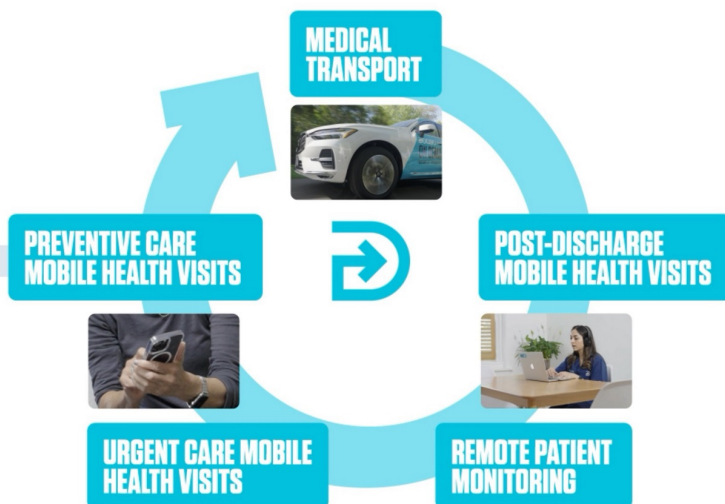 MEDICAL
TRANSPORT
POST-DISCHARGE
MOBILE HEALTH VISITS
REMOTE PATIENT
MONITORING
URGENT CARE MOBILE
HEALTH VISITS
PREVENTIVE CARE
MOBILE HEALTH VISITS